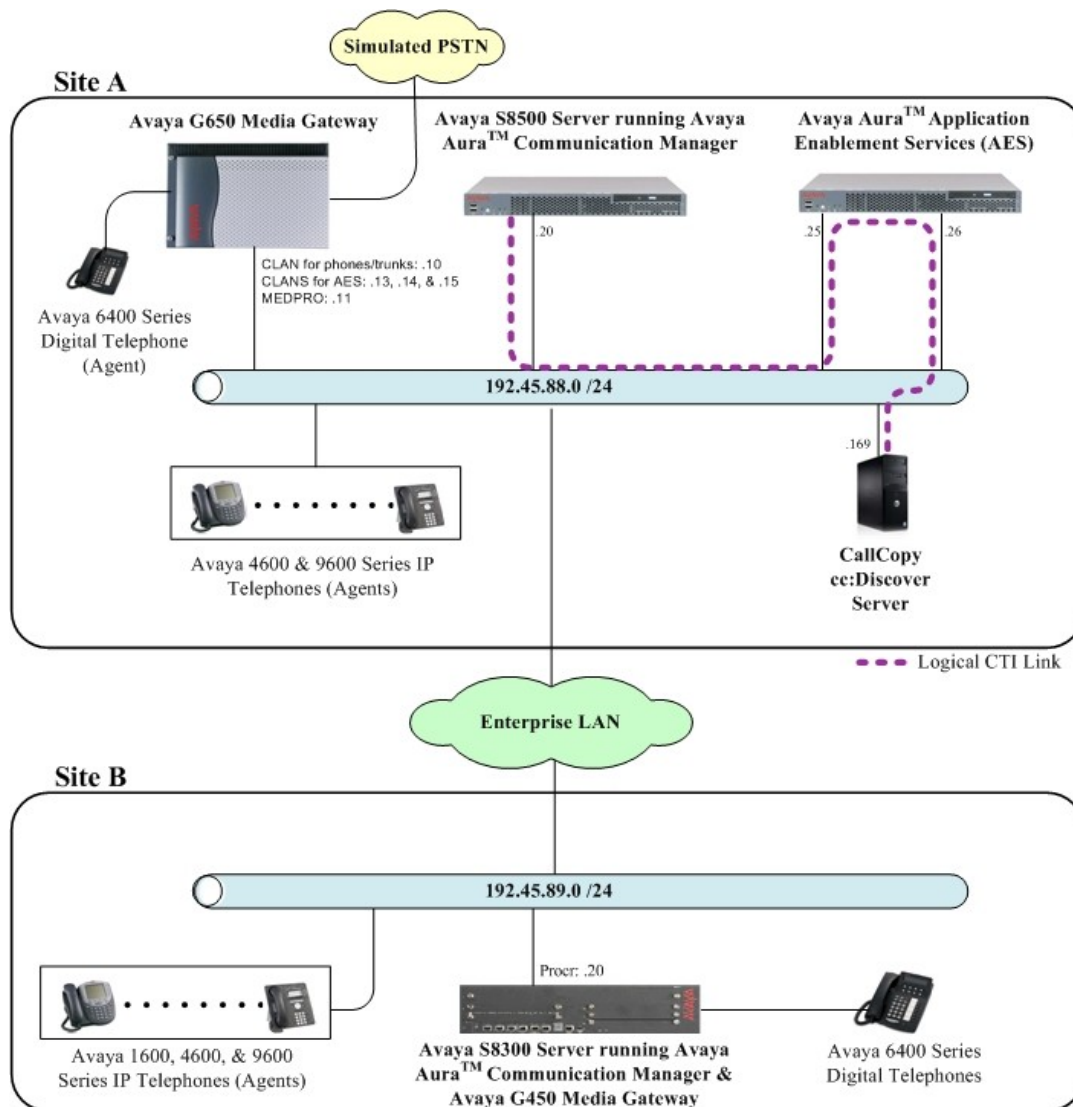 Simulated PSTN
Site A
Avaya G650 Media Gateway
Avaya S8500 Server running Avaya
Aura™ Communication Manager
Avaya Aura™ Application
Enablement Services (AES)
.20
.25
.26
CLAN for phones/trunks: .10
CLANS for AES: .13, .14, & .15
MEDPRO: .11
Avaya 6400 Series
Digital Telephone
(Agent)
192.45.88.0 /24
.169
Avaya 4600 & 9600 Series IP
Telephones (Agents)
CallCopy
cc:Discover
Server
Logical CTI Link
Enterprise LAN
Site B
192.45.89.0 /24
Procr: .20
Avaya 1600, 4600, & 9600
Series IP Telephones (Agents)
Avaya S8300 Server running Avaya
Aura™ Communication Manager &
Avaya G450 Media Gateway
Avaya 6400 Series
Digital Telephones